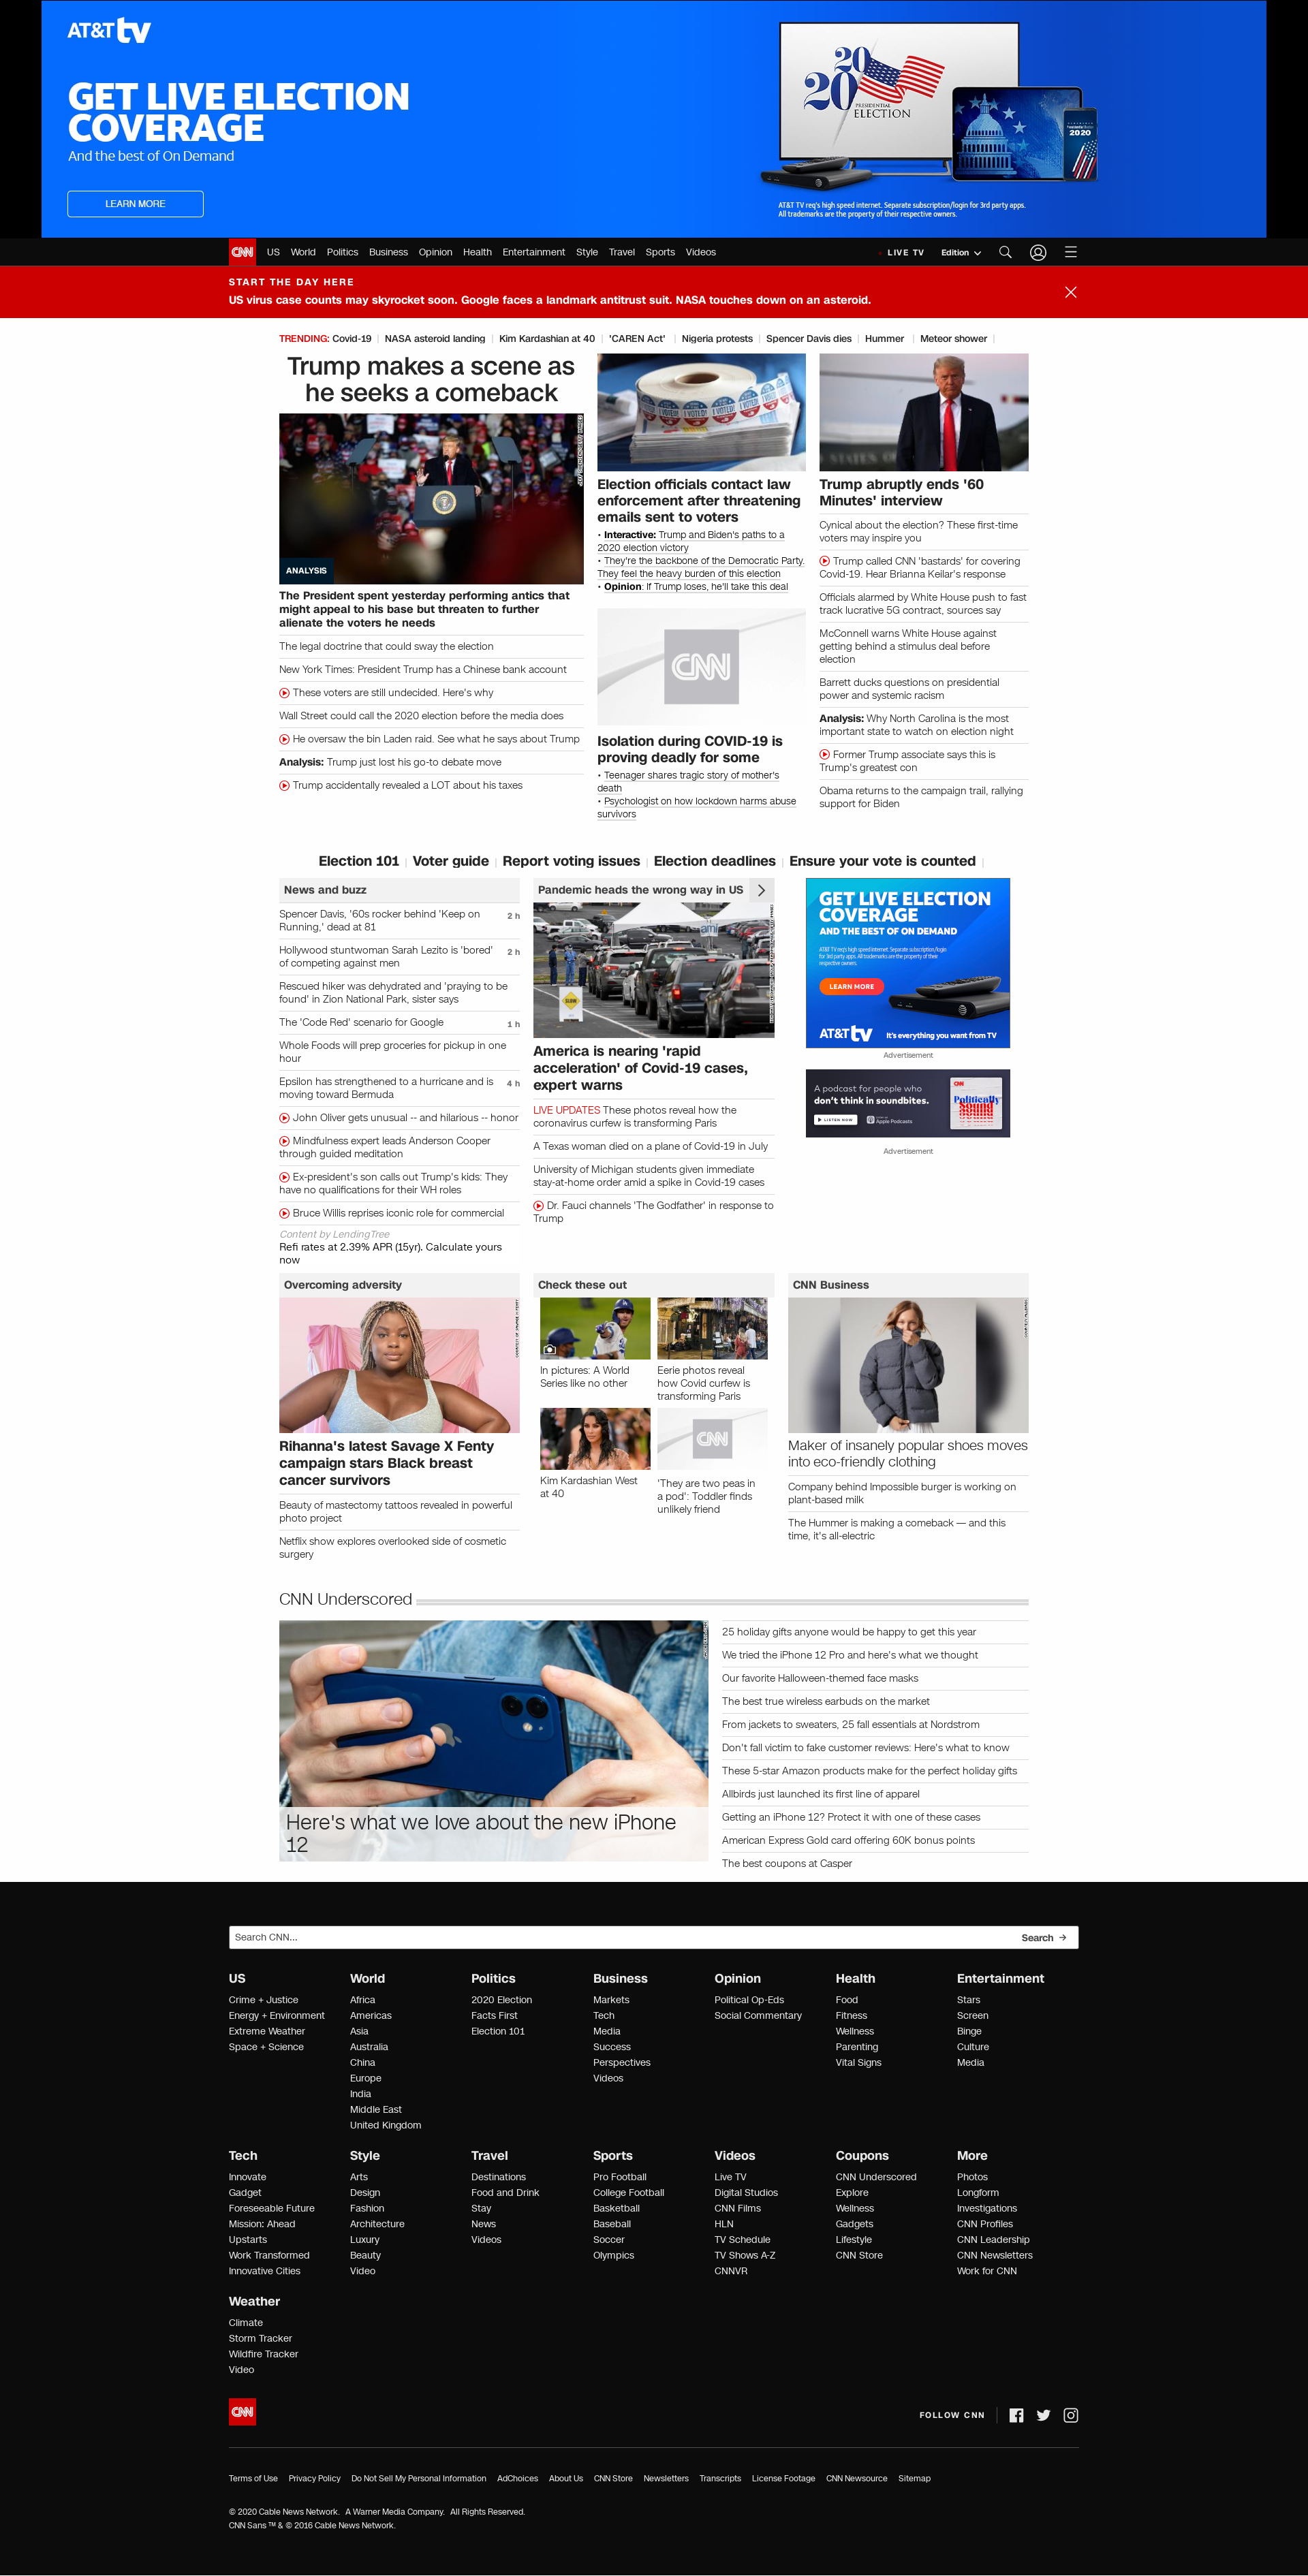 AT&T tv
GET LIVE ELECTION
COVERAGE
And the best of On Demand
LEARN MORE
20
20
PRESIDENTIAL
ELECTION
2020
AT&T TV req's high speed internet. Separate subscription/login for 3rd party apps.
All trademarks are the property of their respective owners.
CNN US World Politics Business Opinion Health Entertainment Style Travel Sports Videos LIVE TV Edition
START THE DAY HERE
US virus case counts may skyrocket soon. Google faces a landmark antitrust suit. NASA touches down on an asteroid.
TRENDING: Covid-19 | NASA asteroid landing | Kim Kardashian at 40 | 'CAREN Act' | Nigeria protests | Spencer Davis dies | Hummer | Meteor shower |
Trump makes a scene as
he seeks a comeback
ANALYSIS
The President spent yesterday performing antics that
might appeal to his base but threaten to further
alienate the voters he needs
The legal doctrine that could sway the election
New York Times: President Trump has a Chinese bank account
These voters are still undecided. Here's why
Wall Street could call the 2020 election before the media does
He oversaw the bin Laden raid. See what he says about Trump
Analysis: Trump just lost his go-to debate move
Trump accidentally revealed a LOT about his taxes
Election officials contact law
enforcement after threatening
emails sent to voters
• Interactive: Trump and Biden's paths to a
2020 election victory
• They're the backbone of the Democratic Party.
They feel the heavy burden of this election
• Opinion: If Trump loses, he'll take this deal
CNN
Isolation during COVID-19 is
proving deadly for some
• Teenager shares tragic story of mother's
death
• Psychologist on how lockdown harms abuse
survivors
Trump abruptly ends '60
Minutes' interview
Cynical about the election? These first-time
voters may inspire you
Trump called CNN 'bastards' for covering
Covid-19. Hear Brianna Keilar's response
Officials alarmed by White House push to fast
track lucrative 5G contract, sources say
McConnell warns White House against
getting behind a stimulus deal before
election
Barrett ducks questions on presidential
power and systemic racism
Analysis: Why North Carolina is the most
important state to watch on election night
Former Trump associate says this is
Trump's greatest con
Obama returns to the campaign trail, rallying
support for Biden
Election 101 | Voter guide | Report voting issues | Election deadlines | Ensure your vote is counted |
News and buzz
Spencer Davis, '60s rocker behind 'Keep on 2 h
Running,' dead at 81
Hollywood stuntwoman Sarah Lezito is 'bored' 2 h
of competing against men
Rescued hiker was dehydrated and 'praying to be
found' in Zion National Park, sister says
The 'Code Red' scenario for Google 1 h
Whole Foods will prep groceries for pickup in one
hour
Epsilon has strengthened to a hurricane and is 4 h
moving toward Bermuda
John Oliver gets unusual -- and hilarious -- honor
Mindfulness expert leads Anderson Cooper
through guided meditation
Ex-president's son calls out Trump's kids: They
have no qualifications for their WH roles
Bruce Willis reprises iconic role for commercial
Content by LendingTree
Refi rates at 2.39% APR (15yr). Calculate yours
now
Pandemic heads the wrong way in US
ami
SLOW
America is nearing 'rapid
acceleration' of Covid-19 cases,
expert warns
LIVE UPDATES These photos reveal how the
coronavirus curfew is transforming Paris
A Texas woman died on a plane of Covid-19 in July
University of Michigan students given immediate
stay-at-home order amid a spike in Covid-19 cases
Dr. Fauci channels 'The Godfather' in response to
Trump
GET LIVE ELECTION
COVERAGE
AND THE BEST OF ON DEMAND
AT&T TV req's high speed internet. Separate subscription/login
for 3rd party apps. All trademarks are the property of their
respective owners.
LEARN MORE
AT&T tv It's everything you want from TV
Advertisement
A podcast for people who
don't think in soundbites.
LISTEN NOW Apple Podcasts
CNN
Politically
Sound
Advertisement
Overcoming adversity
Rihanna's latest Savage X Fenty
campaign stars Black breast
cancer survivors
Beauty of mastectomy tattoos revealed in powerful
photo project
Netflix show explores overlooked side of cosmetic
surgery
Check these out
In pictures: A World
Series like no other
Eerie photos reveal
how Covid curfew is
transforming Paris
Kim Kardashian West
at 40
CNN
'They are two peas in
a pod': Toddler finds
unlikely friend
CNN Business
Maker of insanely popular shoes moves
into eco-friendly clothing
Company behind Impossible burger is working on
plant-based milk
The Hummer is making a comeback — and this
time, it's all-electric
CNN Underscored
Here's what we love about the new iPhone
12
25 holiday gifts anyone would be happy to get this year
We tried the iPhone 12 Pro and here's what we thought
Our favorite Halloween-themed face masks
The best true wireless earbuds on the market
From jackets to sweaters, 25 fall essentials at Nordstrom
Don't fall victim to fake customer reviews: Here's what to know
These 5-star Amazon products make for the perfect holiday gifts
Allbirds just launched its first line of apparel
Getting an iPhone 12? Protect it with one of these cases
American Express Gold card offering 60K bonus points
The best coupons at Casper
Search CNN... Search →
US
Crime + Justice
Energy + Environment
Extreme Weather
Space + Science
World
Africa
Americas
Asia
Australia
China
Europe
India
Middle East
United Kingdom
Politics
2020 Election
Facts First
Election 101
Business
Markets
Tech
Media
Success
Perspectives
Videos
Opinion
Political Op-Eds
Social Commentary
Health
Food
Fitness
Wellness
Parenting
Vital Signs
Entertainment
Stars
Screen
Binge
Culture
Media
Tech
Innovate
Gadget
Foreseeable Future
Mission: Ahead
Upstarts
Work Transformed
Innovative Cities
Style
Arts
Design
Fashion
Architecture
Luxury
Beauty
Video
Travel
Destinations
Food and Drink
Stay
News
Videos
Sports
Pro Football
College Football
Basketball
Baseball
Soccer
Olympics
Videos
Live TV
Digital Studios
CNN Films
HLN
TV Schedule
TV Shows A-Z
CNNVR
Coupons
CNN Underscored
Explore
Wellness
Gadgets
Lifestyle
CNN Store
More
Photos
Longform
Investigations
CNN Profiles
CNN Leadership
CNN Newsletters
Work for CNN
Weather
Climate
Storm Tracker
Wildfire Tracker
Video
CNN
FOLLOW CNN
Terms of Use Privacy Policy Do Not Sell My Personal Information AdChoices About Us CNN Store Newsletters Transcripts License Footage CNN Newsource Sitemap
© 2020 Cable News Network. A Warner Media Company. All Rights Reserved.
CNN Sans ™ & © 2016 Cable News Network.